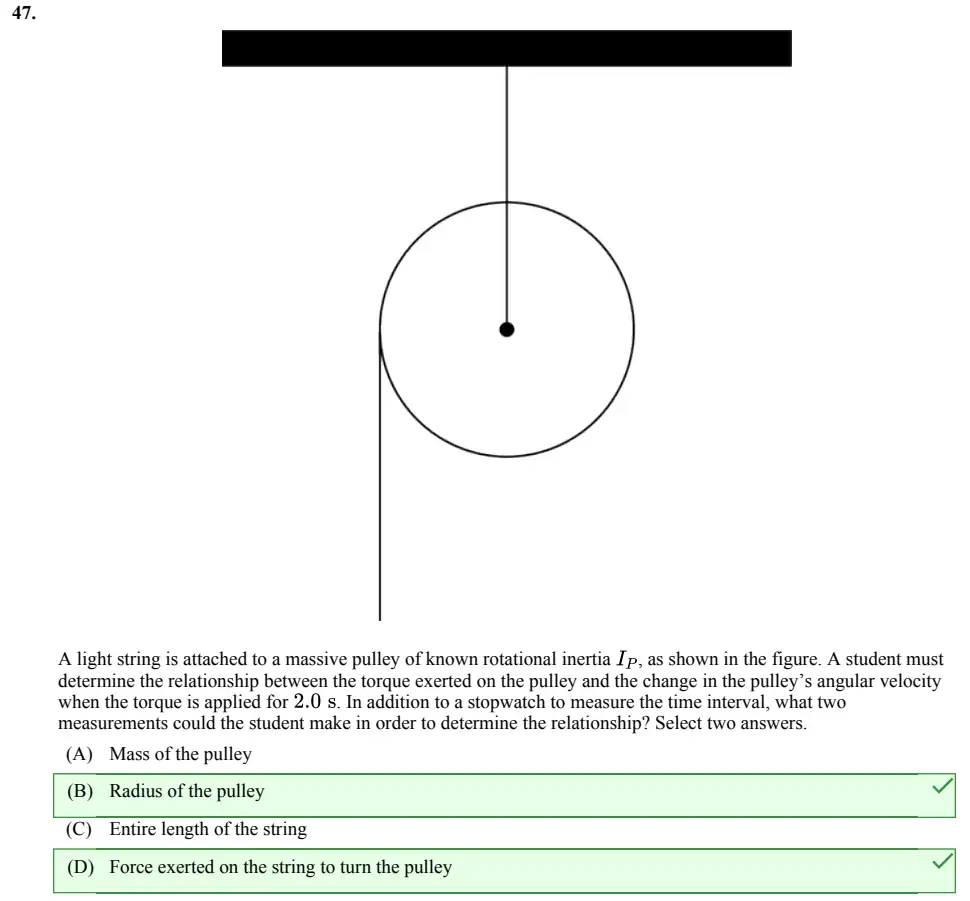 47.
A light string is attached to a massive pulley of known rotational inertia I_P, as shown in the figure. A student must
determine the relationship between the torque exerted on the pulley and the change in the pulley’s angular velocity
when the torque is applied for 2.0 s. In addition to a stopwatch to measure the time interval, what two
measurements could the student make in order to determine the relationship? Select two answers.
(A) Mass of the pulley
(B) Radius of the pulley
(C) Entire length of the string
(D) Force exerted on the string to turn the pulley